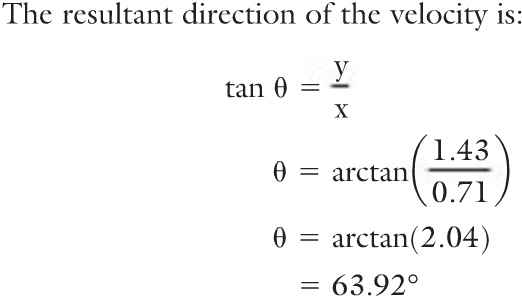 The resultant direction of the velocity is:
tan θ = y/x
θ = arctan(1.43/0.71)
θ = arctan(2.04)
= 63.92°